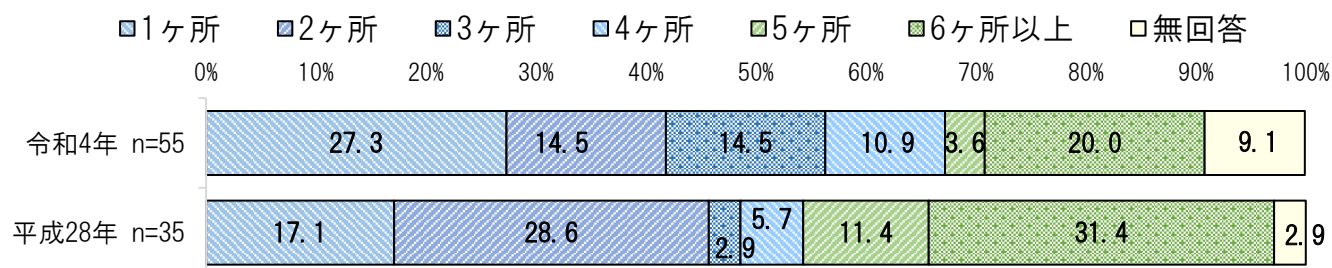 1ヶ所 2ヶ所 3ヶ所 4ヶ所 5ヶ所 6ヶ所以上 無回答
0% 10% 20% 30% 40% 50% 60% 70% 80% 90% 100%
令和4年 n=55 27.3 14.5 14.5 10.9 3.6 20.0 9.1
平成28年 n=35 17.1 28.6 2.9 5.7 11.4 31.4 2.9